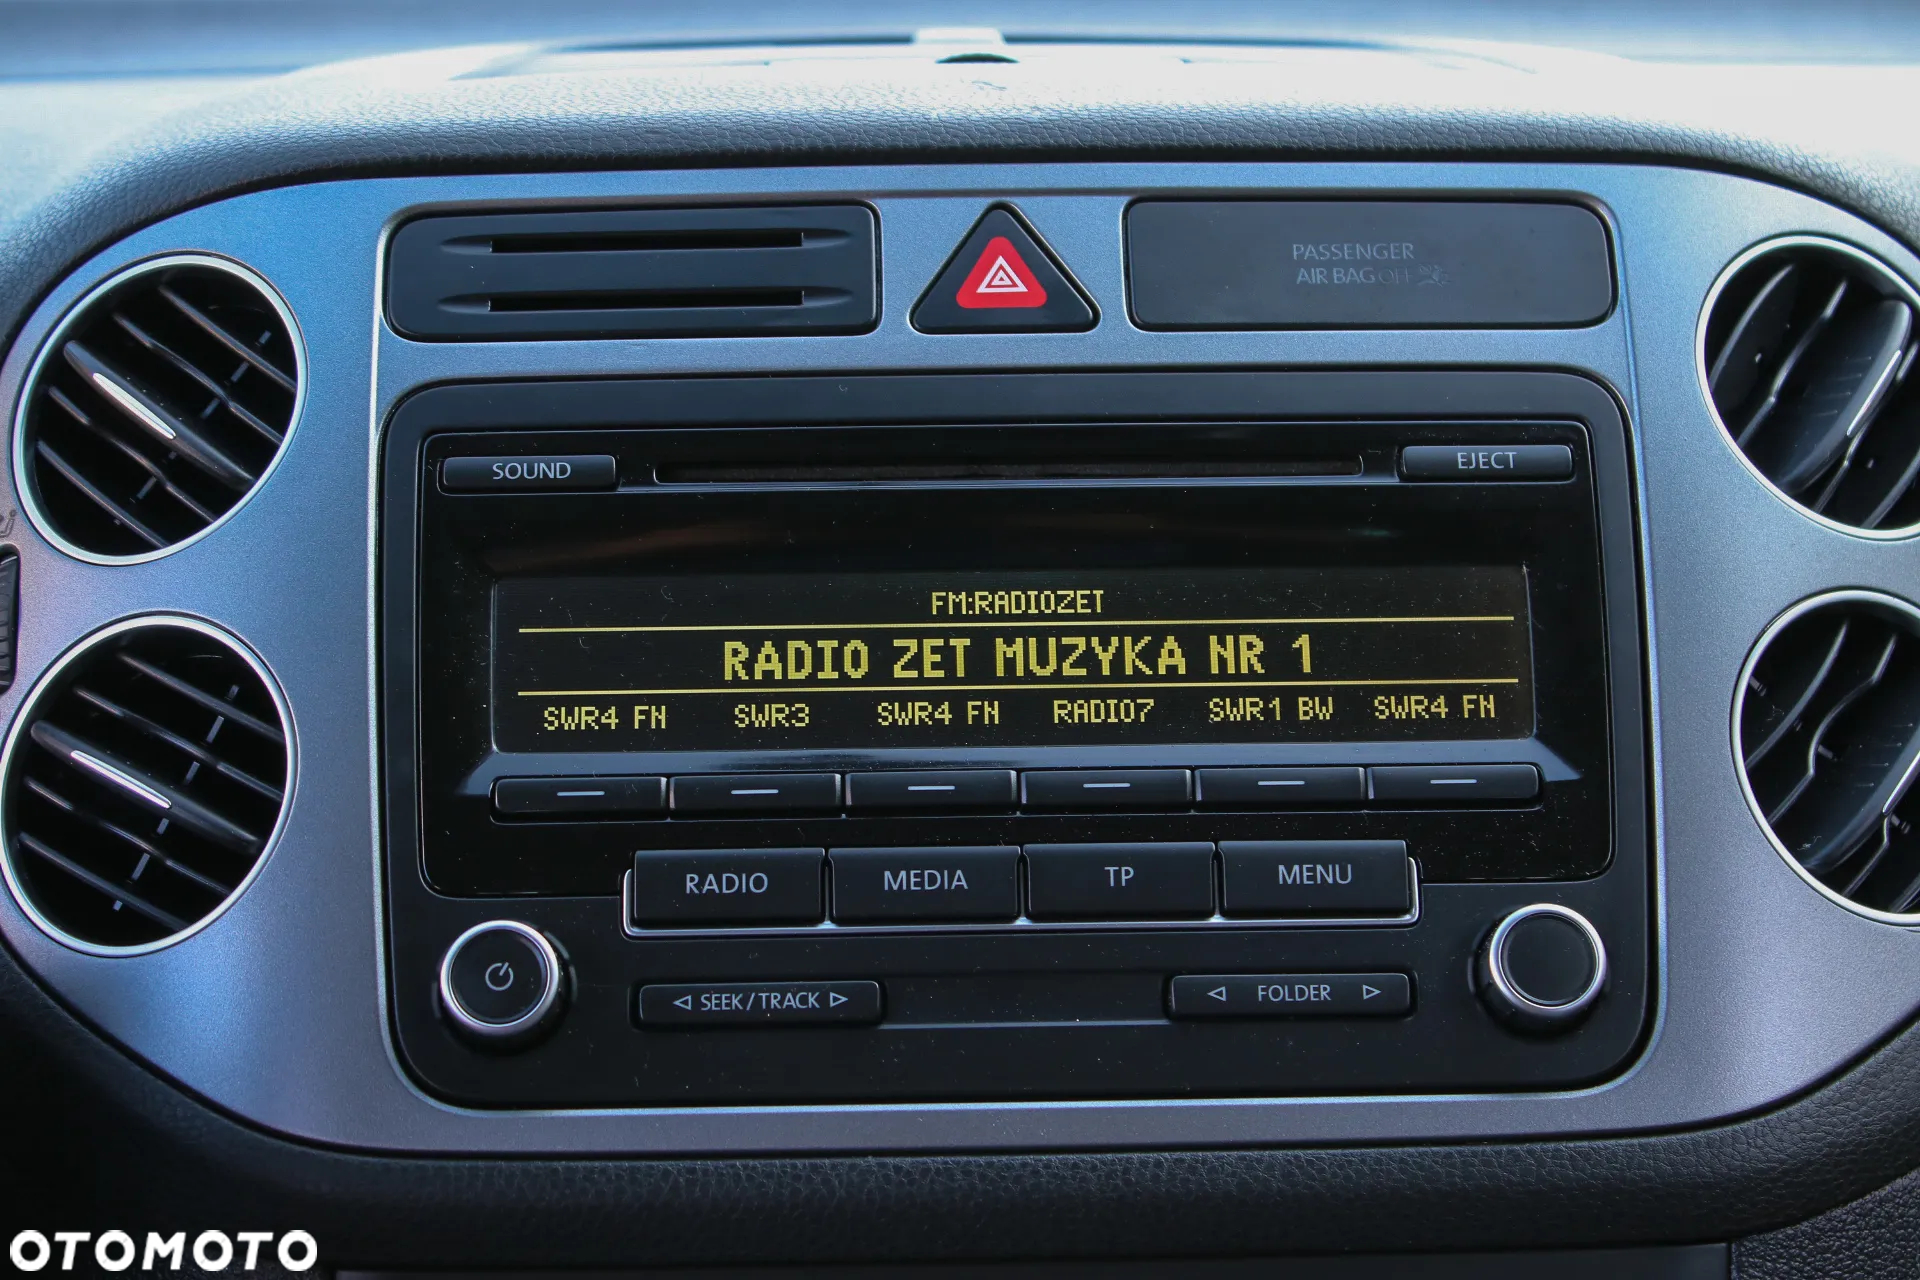 PASSENGER
AIR BAG OFF
SOUND
EJECT
FM:RADIOZET
RADIO ZET MUZYKA NR 1
SWR4 FN SWR3 SWR4 FN RADIO7 SWR1 BW SWR4 FN
RADIO MEDIA TP MENU
SEEK/TRACK
FOLDER
OTOMOTO